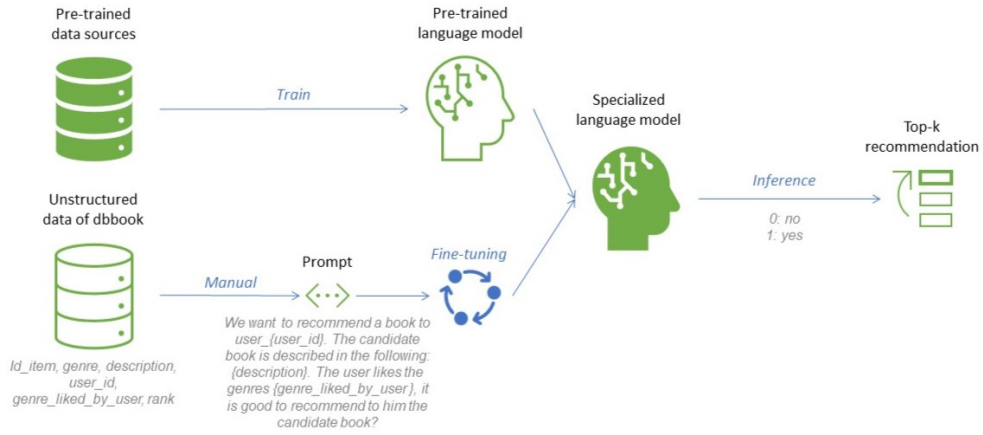 Pre-trained
data sources
Train
Pre-trained
language model
Specialized
language model
Inference
0: no
1: yes
Top-k
recommendation
Unstructured
data of dbbook
Id_item, genre, description,
user_id,
genre_liked_by_user, rank
Manual
Prompt
We want to recommend a book to
user_{user_id}. The candidate
book is described in the following:
{description}. The user likes the
genres {genre_liked_by_user}, it
is good to recommend to him the
candidate book?
Fine-tuning